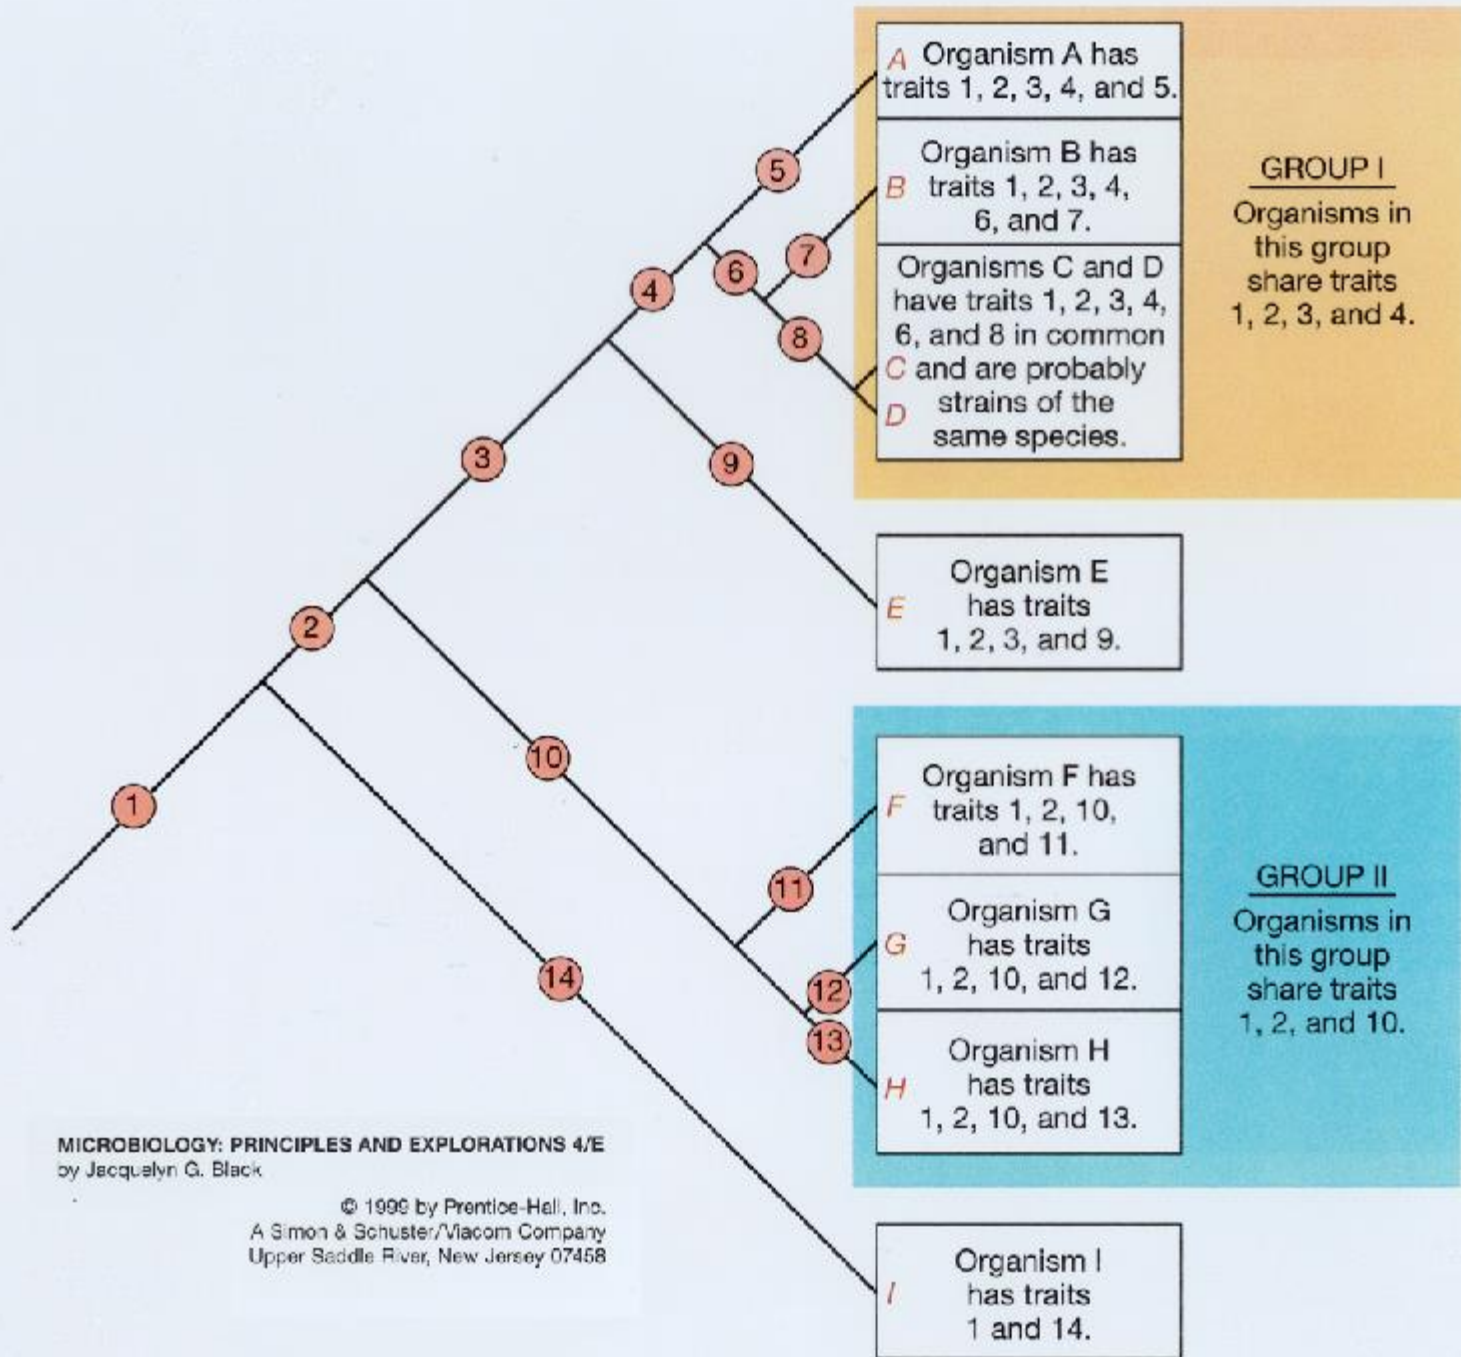 A Organism A has
traits 1, 2, 3, 4, and 5.
5
Organism B has
B traits 1, 2, 3, 4,
6, and 7.
7
6
4
Organisms C and D
have traits 1, 2, 3, 4,
6, and 8 in common
C and are probably
D strains of the
same species.
8
GROUP I
Organisms in
this group
share traits
1, 2, 3, and 4.
3
9
Organism E
E has traits
1, 2, 3, and 9.
2
10
1
Organism F has
F traits 1, 2, 10,
and 11.
11
Organism G
G has traits
1, 2, 10, and 12.
12
14
13
Organism H
H has traits
1, 2, 10, and 13.
GROUP II
Organisms in
this group
share traits
1, 2, and 10.
Organism I
I has traits
1 and 14.
MICROBIOLOGY: PRINCIPLES AND EXPLORATIONS 4/E
by Jacquelyn G. Black
© 1999 by Prentice-Hall, Inc.
A Simon & Schuster/Viacom Company
Upper Saddle River, New Jersey 07458